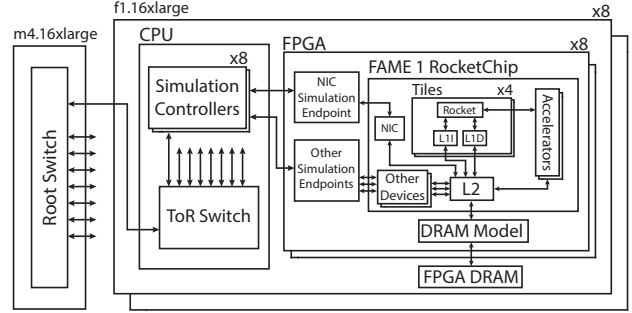 f1.16xlarge
x8
m4.16xlarge
CPU
FPGA
x8
x8
FAME 1 RocketChip
Simulation
Controllers
NIC
Simulation
Endpoint
Tiles
x4
Rocket
L1I
L1D
Accelerators
NIC
Root Switch
Other
Simulation
Endpoints
Other
Devices
L2
ToR Switch
DRAM Model
FPGA DRAM